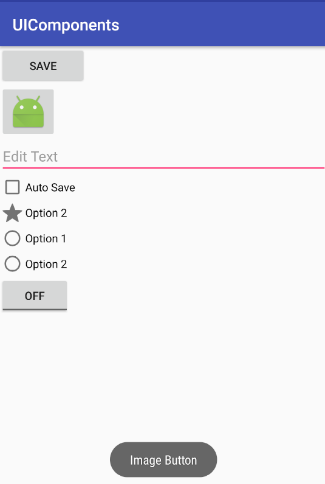 UIComponents
SAVE
Edit Text
Auto Save
Option 2
Option 1
Option 2
OFF
Image Button